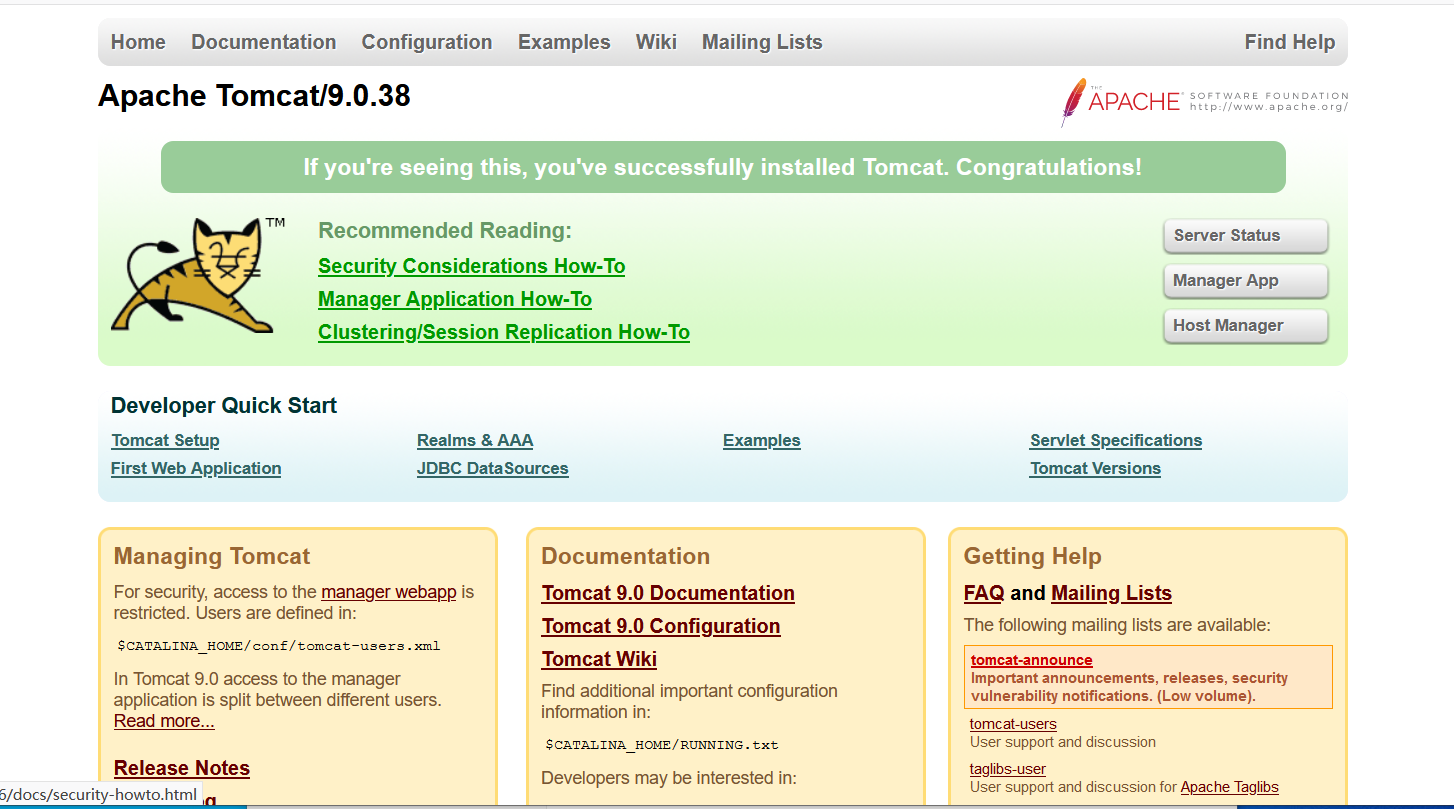 Home Documentation Configuration Examples Wiki Mailing Lists Find Help
Apache Tomcat/9.0.38
THE APACHE® SOFTWARE FOUNDATION
http://www.apache.org/
If you're seeing this, you've successfully installed Tomcat. Congratulations!
TM
Recommended Reading:
Security Considerations How-To
Manager Application How-To
Clustering/Session Replication How-To
Server Status
Manager App
Host Manager
Developer Quick Start
Tomcat Setup
First Web Application
Realms & AAA
JDBC DataSources
Examples
Servlet Specifications
Tomcat Versions
Managing Tomcat
For security, access to the manager webapp is
restricted. Users are defined in:
$CATALINA_HOME/conf/tomcat-users.xml
In Tomcat 9.0 access to the manager
application is split between different users.
Read more...
Release Notes
Documentation
Tomcat 9.0 Documentation
Tomcat 9.0 Configuration
Tomcat Wiki
Find additional important configuration
information in:
$CATALINA_HOME/RUNNING.txt
Developers may be interested in:
Getting Help
FAQ and Mailing Lists
The following mailing lists are available:
tomcat-announce
Important announcements, releases, security
vulnerability notifications. (Low volume).
tomcat-users
User support and discussion
taglibs-user
User support and discussion for Apache Taglibs
6/docs/security-howto.html